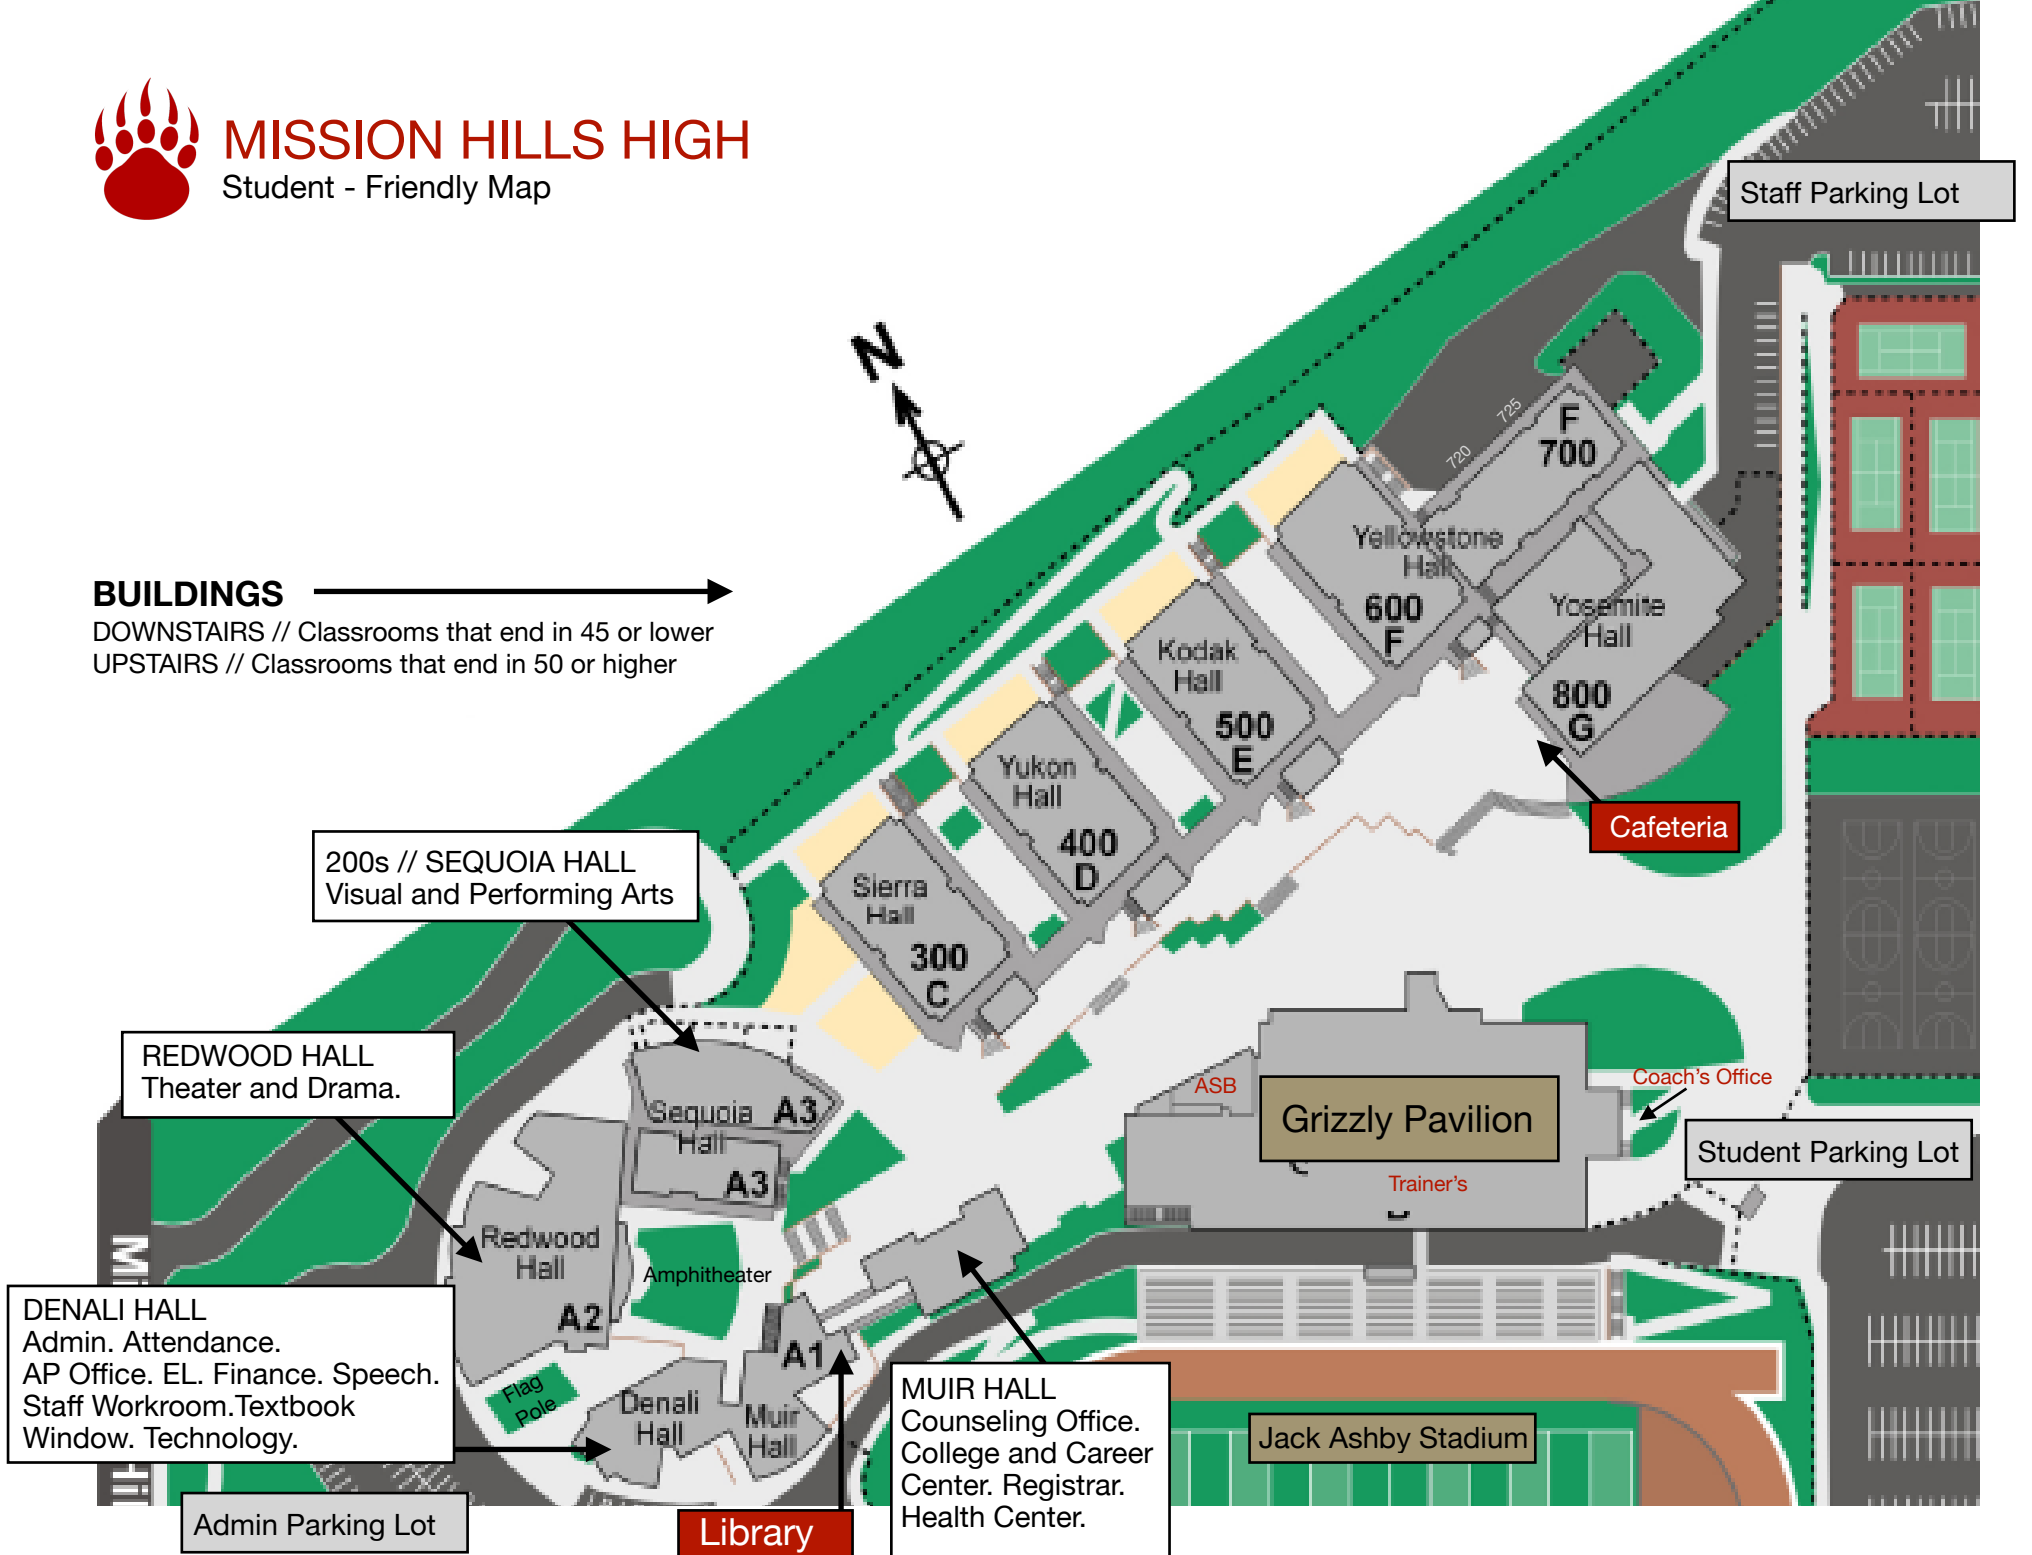 MISSION HILLS HIGH
Student - Friendly Map
Staff Parking Lot
N
725
F
700
720
BUILDINGS
DOWNSTAIRS // Classrooms that end in 45 or lower
UPSTAIRS // Classrooms that end in 50 or higher
Yellowstone
Hall
600
F
Yosemite
Hall
800
G
Kodak
Hall
500
E
Yukon
Hall
400
D
Cafeteria
200s // SEQUOIA HALL
Visual and Performing Arts
Sierra
Hall
300
C
REDWOOD HALL
Theater and Drama.
Sequoia
Hall
A3
A3
ASB
Grizzly Pavilion
Coach's Office
Trainer's
Student Parking Lot
Redwood
Hall
A2
Amphitheater
DENALI HALL
Admin. Attendance.
AP Office. EL. Finance. Speech.
Staff Workroom.Textbook
Window. Technology.
Flag
Pole
Denali
Hall
A1
Muir
Hall
MUIR HALL
Counseling Office.
College and Career
Center. Registrar.
Health Center.
Jack Ashby Stadium
Admin Parking Lot
Library